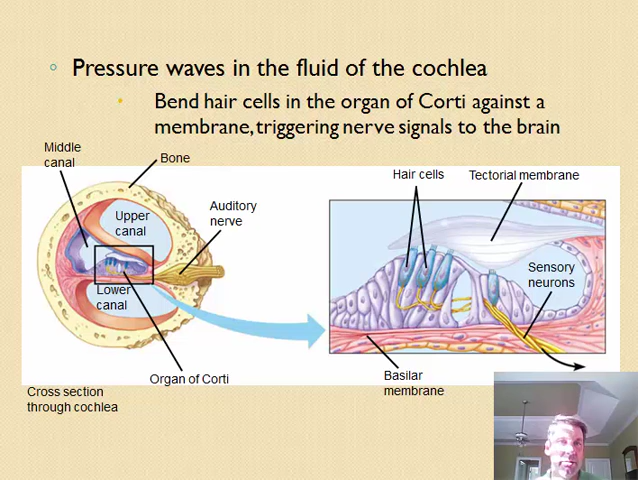 Pressure waves in the fluid of the cochlea
Bend hair cells in the organ of Corti against a
membrane, triggering nerve signals to the brain
Middle
canal
Bone
Upper
canal
Auditory
nerve
Lower
canal
Organ of Corti
Cross section
through cochlea
Hair cells
Tectorial membrane
Sensory
neurons
Basilar
membrane